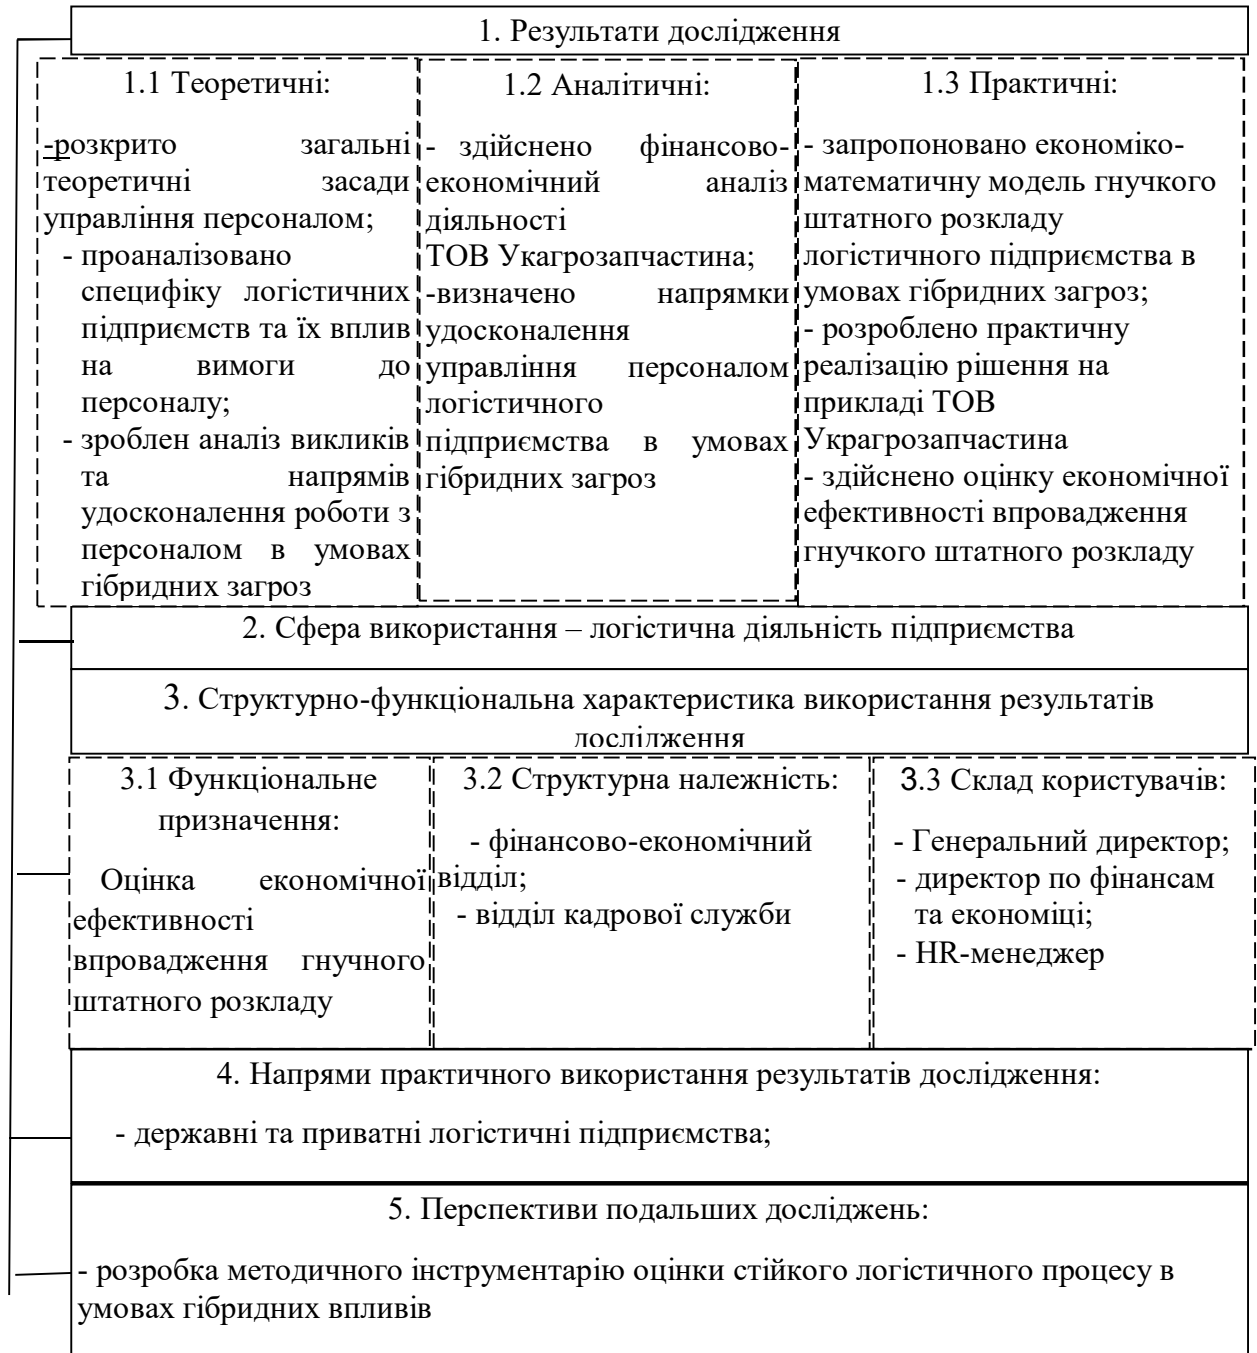 1. Результати дослідження
1.1 Теоретичні:
-розкрито загальні
теоретичні засади
управління персоналом;
- проаналізовано
специфіку логістичних
підприємств та їх вплив
на вимоги до
персоналу;
- зроблен аналіз викликів
та напрямів
удосконалення роботи з
персоналом в умовах
гібридних загроз
1.2 Аналітичні:
- здійснено фінансово-
економічний аналіз
діяльності
ТОВ Укагрозапчастина;
-визначено напрямки
удосконалення
управління персоналом
логістичного
підприємства в умовах
гібридних загроз
1.3 Практичні:
- запропоновано економіко-
математичну модель гнучкого
штатного розкладу
логістичного підприємства в
умовах гібридних загроз;
- розроблено практичну
реалізацію рішення на
прикладі ТОВ
Украгрозапчастина
- здійснено оцінку економічної
ефективності впровадження
гнучкого штатного розкладу
2. Сфера використання – логістична діяльність підприємства
3. Структурно-функціональна характеристика використання результатів
дослідження
3.1 Функціональне
призначення:
Оцінка економічної
ефективності
впровадження гнучного
штатного розкладу
3.2 Структурна належність:
- фінансово-економічний
відділ;
- відділ кадрової служби
3.3 Склад користувачів:
- Генеральний директор;
- директор по фінансам
та економіці;
- HR-менеджер
4. Напрями практичного використання результатів дослідження:
- державні та приватні логістичні підприємства;
5. Перспективи подальших досліджень:
- розробка методичного інструментарію оцінки стійкого логістичного процесу в
умовах гібридних впливів